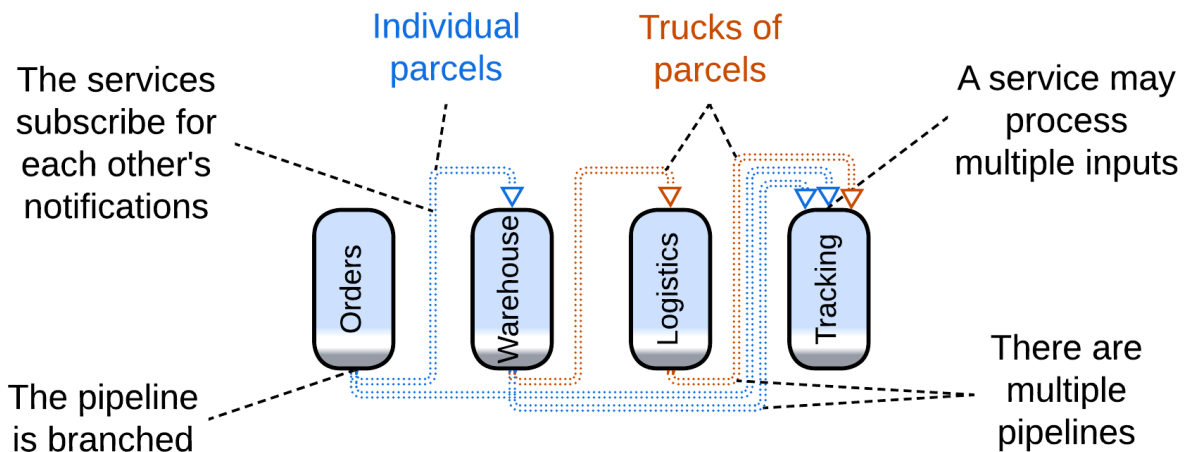 Individual
parcels
Trucks of
parcels
The services
subscribe for
each other's
notifications
A service may
process
multiple inputs
Orders
Warehouse
Logistics
Tracking
The pipeline
is branched
There are
multiple
pipelines